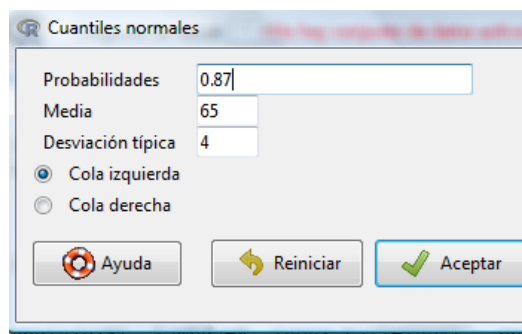 Cuantiles normales
Probabilidades 0.87
Media 65
Desviación típica 4
Cola izquierda
Cola derecha
Ayuda Reiniciar Aceptar